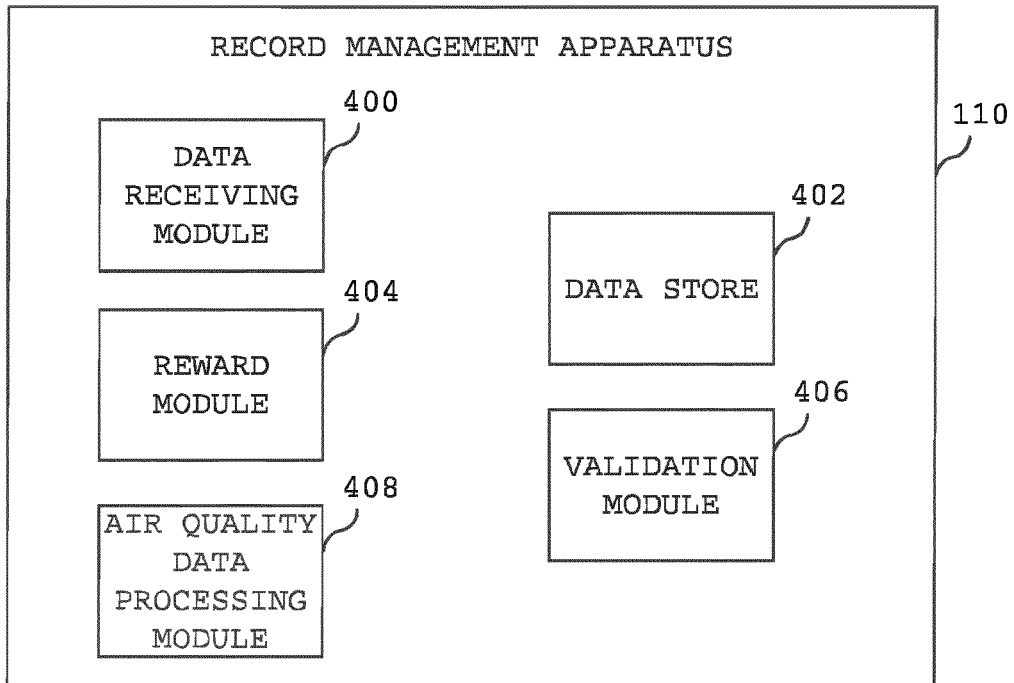 RECORD MANAGEMENT APPARATUS
400
110
DATA
RECEIVING
MODULE
402
DATA STORE
404
REWARD
MODULE
406
VALIDATION
MODULE
408
AIR QUALITY
DATA
PROCESSING
MODULE